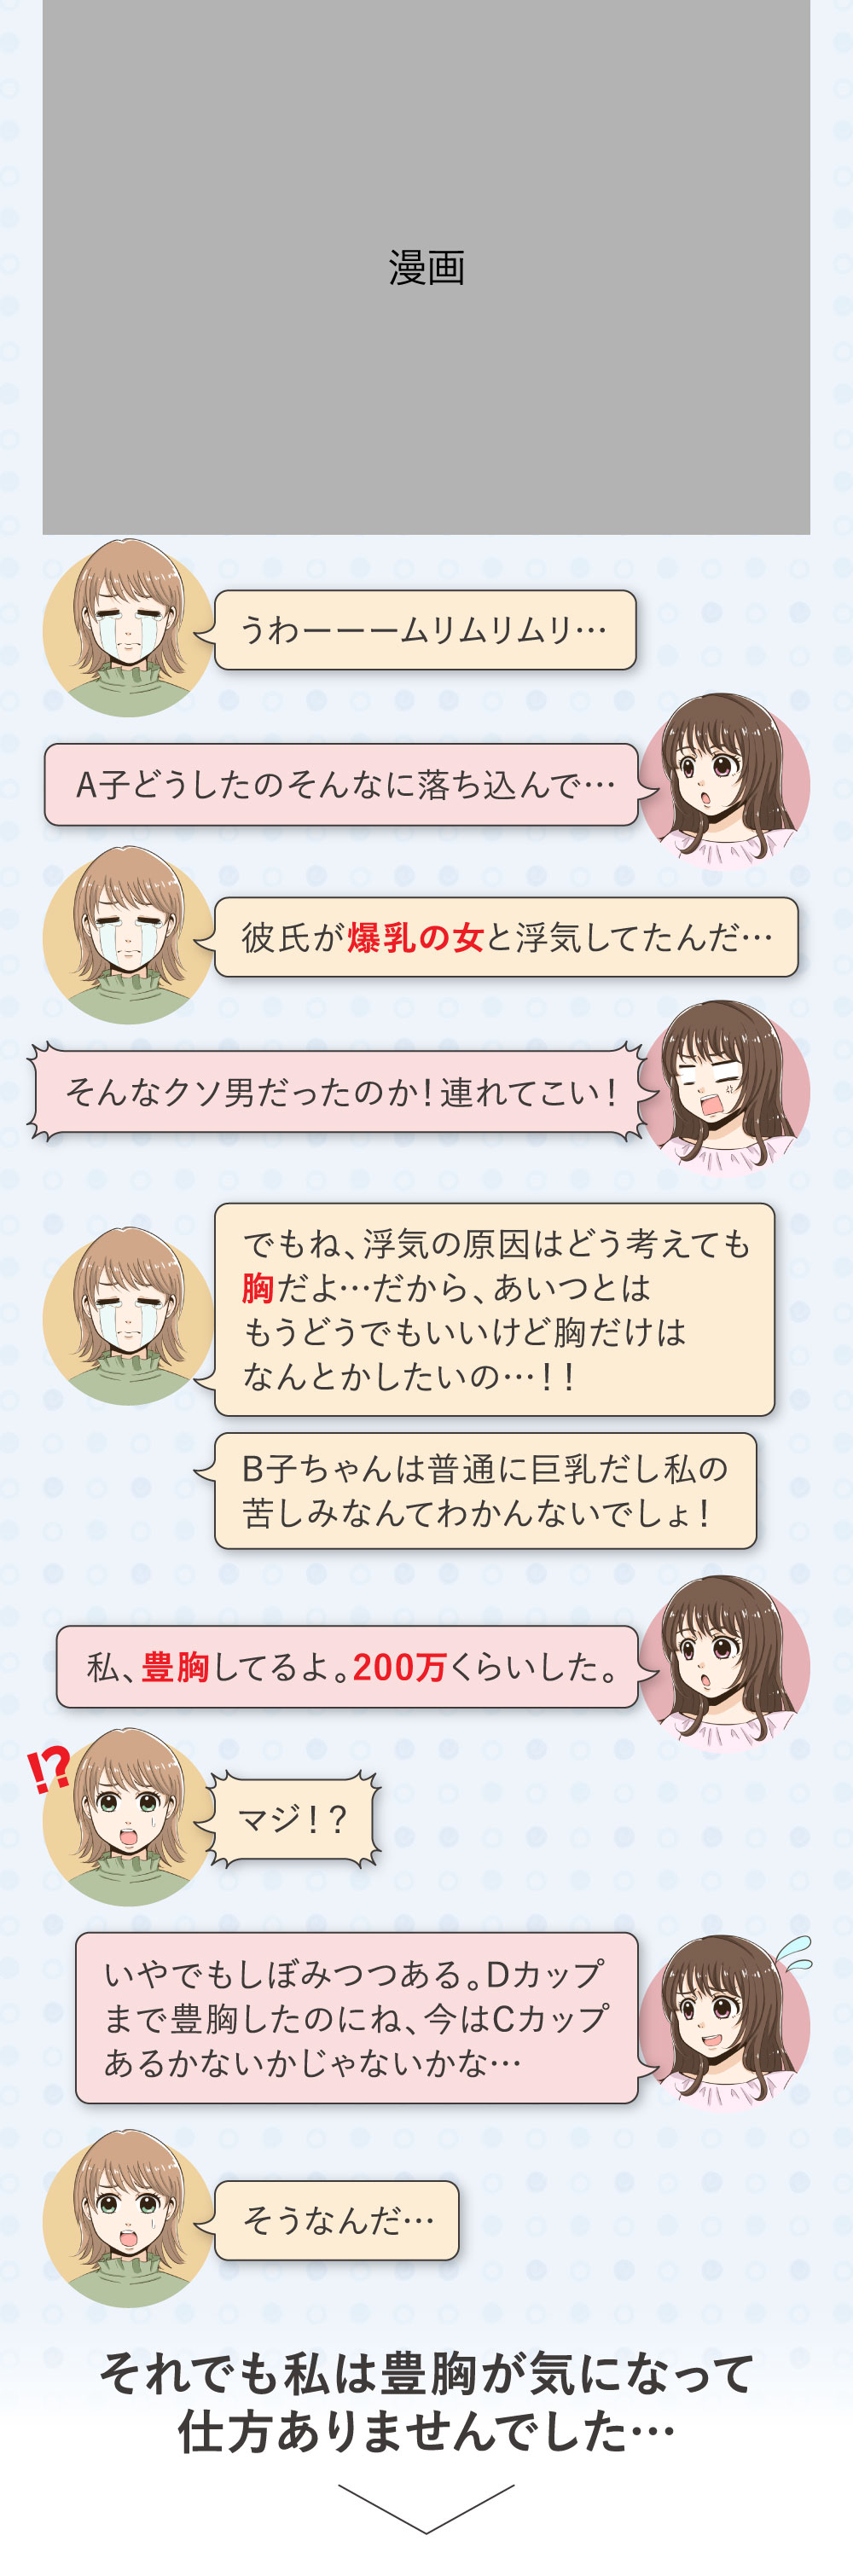 漫画
うわーーームリムリムリ…
A子どうしたのそんなに落ち込んで…
彼氏が爆乳の女と浮気してたんだ…
そんなクソ男だったのか！連れてこい！
でもね、浮気の原因はどう考えても
胸だよ…だから、あいつとは
もうどうでもいいけど胸だけは
なんとかしたいの…！！
B子ちゃんは普通に巨乳だし私の
苦しみなんてわかんないでしょ！
私、豊胸してるよ。200万くらいした。
!?
マジ！？
いやでもしぼみつつある。Dカップ
まで豊胸したのにね、今はCカップ
あるかないかじゃないかな…
そうなんだ…
それでも私は豊胸が気になって
仕方ありませんでした…